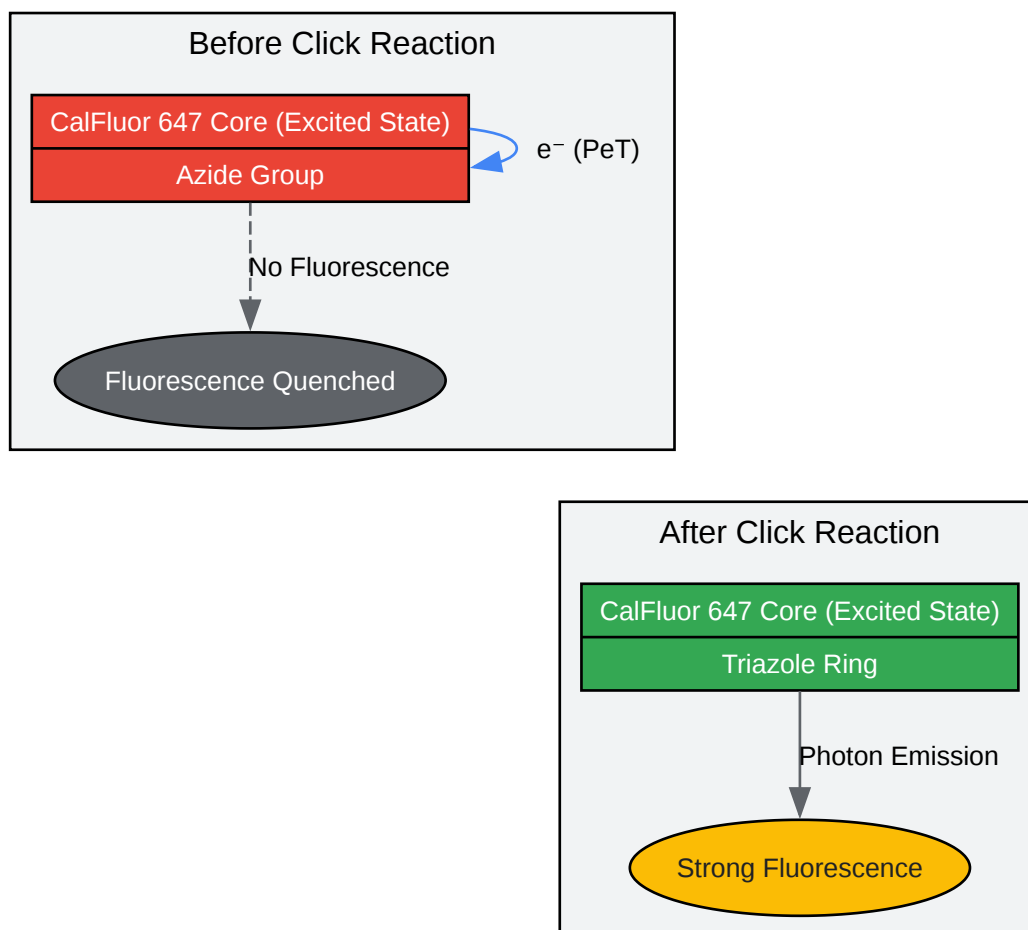 Before Click Reaction
CalFluor 647 Core (Excited State)
e⁻ (PeT)
Azide Group
No Fluorescence
Fluorescence Quenched
After Click Reaction
CalFluor 647 Core (Excited State)
Triazole Ring
Photon Emission
Strong Fluorescence